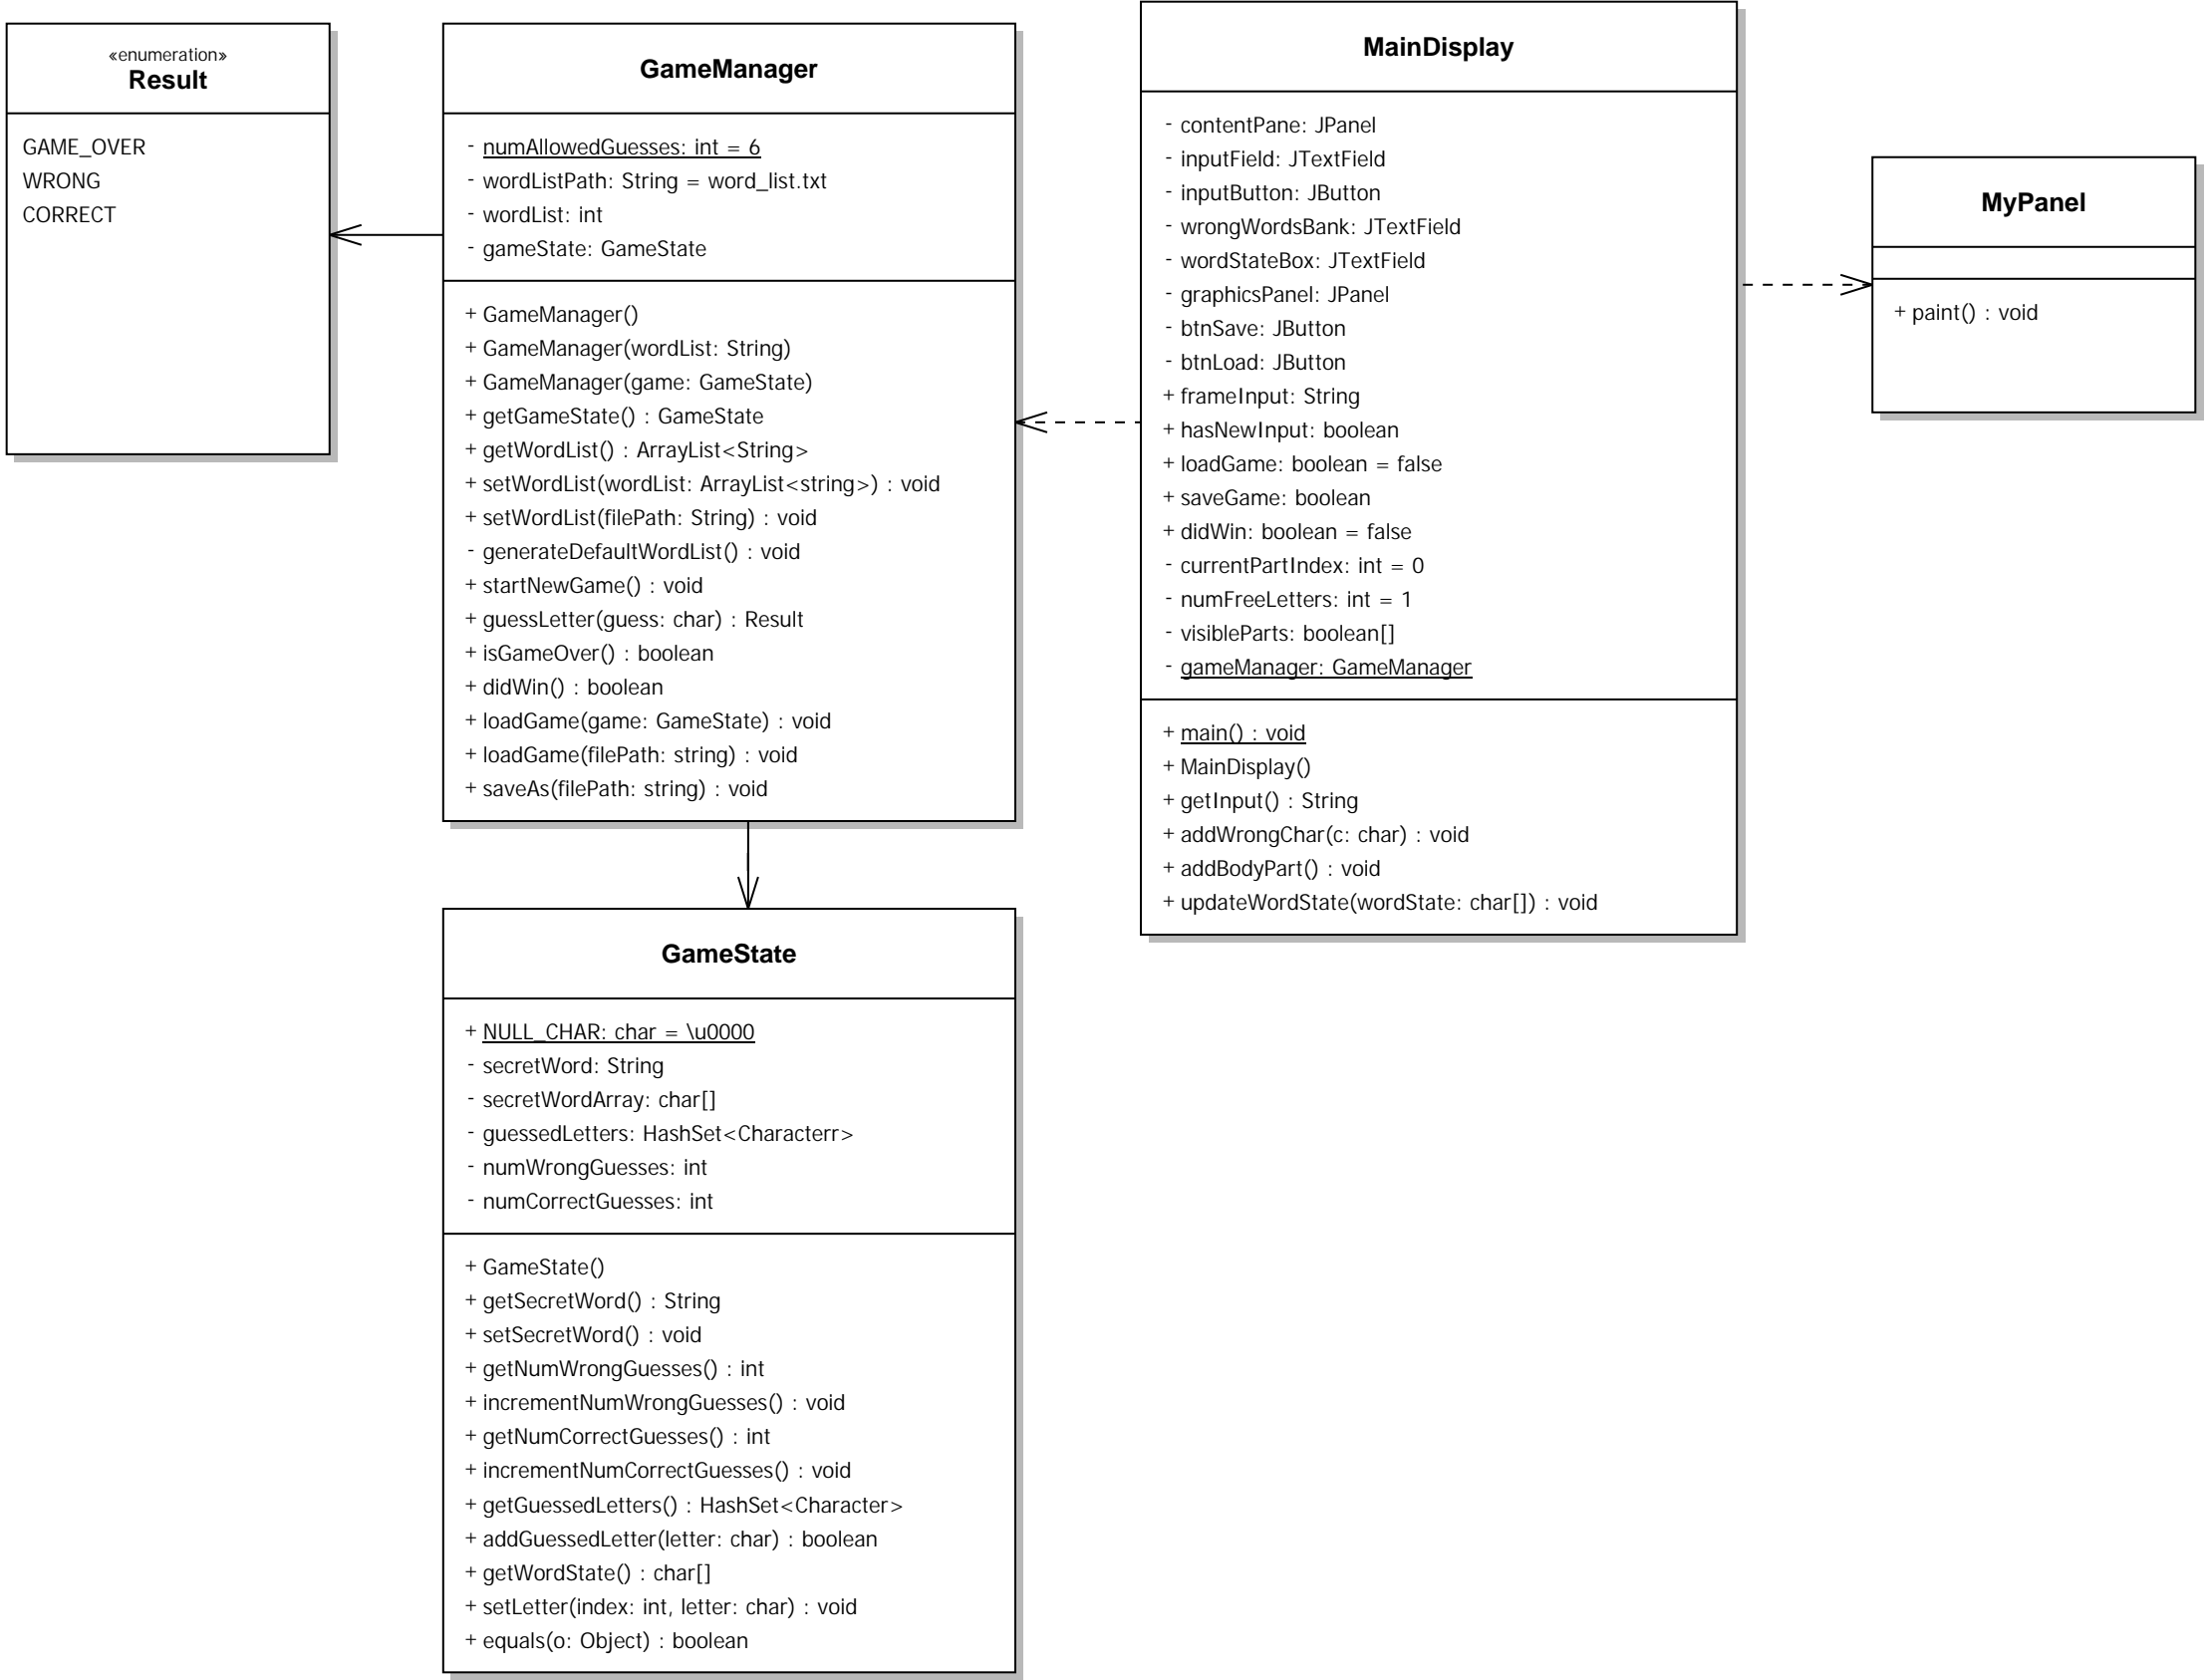 «enumeration»
Result
GAME_OVER
WRONG
CORRECT
GameManager
- numAllowedGuesses: int = 6
- wordListPath: String = word_list.txt
- wordList: int
- gameState: GameState
+ GameManager()
+ GameManager(wordList: String)
+ GameManager(game: GameState)
+ getGameState() : GameState
+ getWordList() : ArrayList<String>
+ setWordList(wordList: ArrayList<string>) : void
+ setWordList(filePath: String) : void
- generateDefaultWordList() : void
+ startNewGame() : void
+ guessLetter(guess: char) : Result
+ isGameOver() : boolean
+ didWin() : boolean
+ loadGame(game: GameState) : void
+ loadGame(filePath: string) : void
+ saveAs(filePath: string) : void
MainDisplay
- contentPane: JPanel
- inputField: JTextField
- inputButton: JButton
- wrongWordsBank: JTextField
- wordStateBox: JTextField
- graphicsPanel: JPanel
- btnSave: JButton
- btnLoad: JButton
+ frameInput: String
+ hasNewInput: boolean
+ loadGame: boolean = false
+ saveGame: boolean
+ didWin: boolean = false
- currentPartIndex: int = 0
- numFreeLetters: int = 1
- visibleParts: boolean[]
- gameManager: GameManager
+ main() : void
+ MainDisplay()
+ getInput() : String
+ addWrongChar(c: char) : void
+ addBodyPart() : void
+ updateWordState(wordState: char[]) : void
MyPanel
+ paint() : void
GameState
+ NULL_CHAR: char = \u0000
- secretWord: String
- secretWordArray: char[]
- guessedLetters: HashSet<Characterr>
- numWrongGuesses: int
- numCorrectGuesses: int
+ GameState()
+ getSecretWord() : String
+ setSecretWord() : void
+ getNumWrongGuesses() : int
+ incrementNumWrongGuesses() : void
+ getNumCorrectGuesses() : int
+ incrementNumCorrectGuesses() : void
+ getGuessedLetters() : HashSet<Character>
+ addGuessedLetter(letter: char) : boolean
+ getWordState() : char[]
+ setLetter(index: int, letter: char) : void
+ equals(o: Object) : boolean